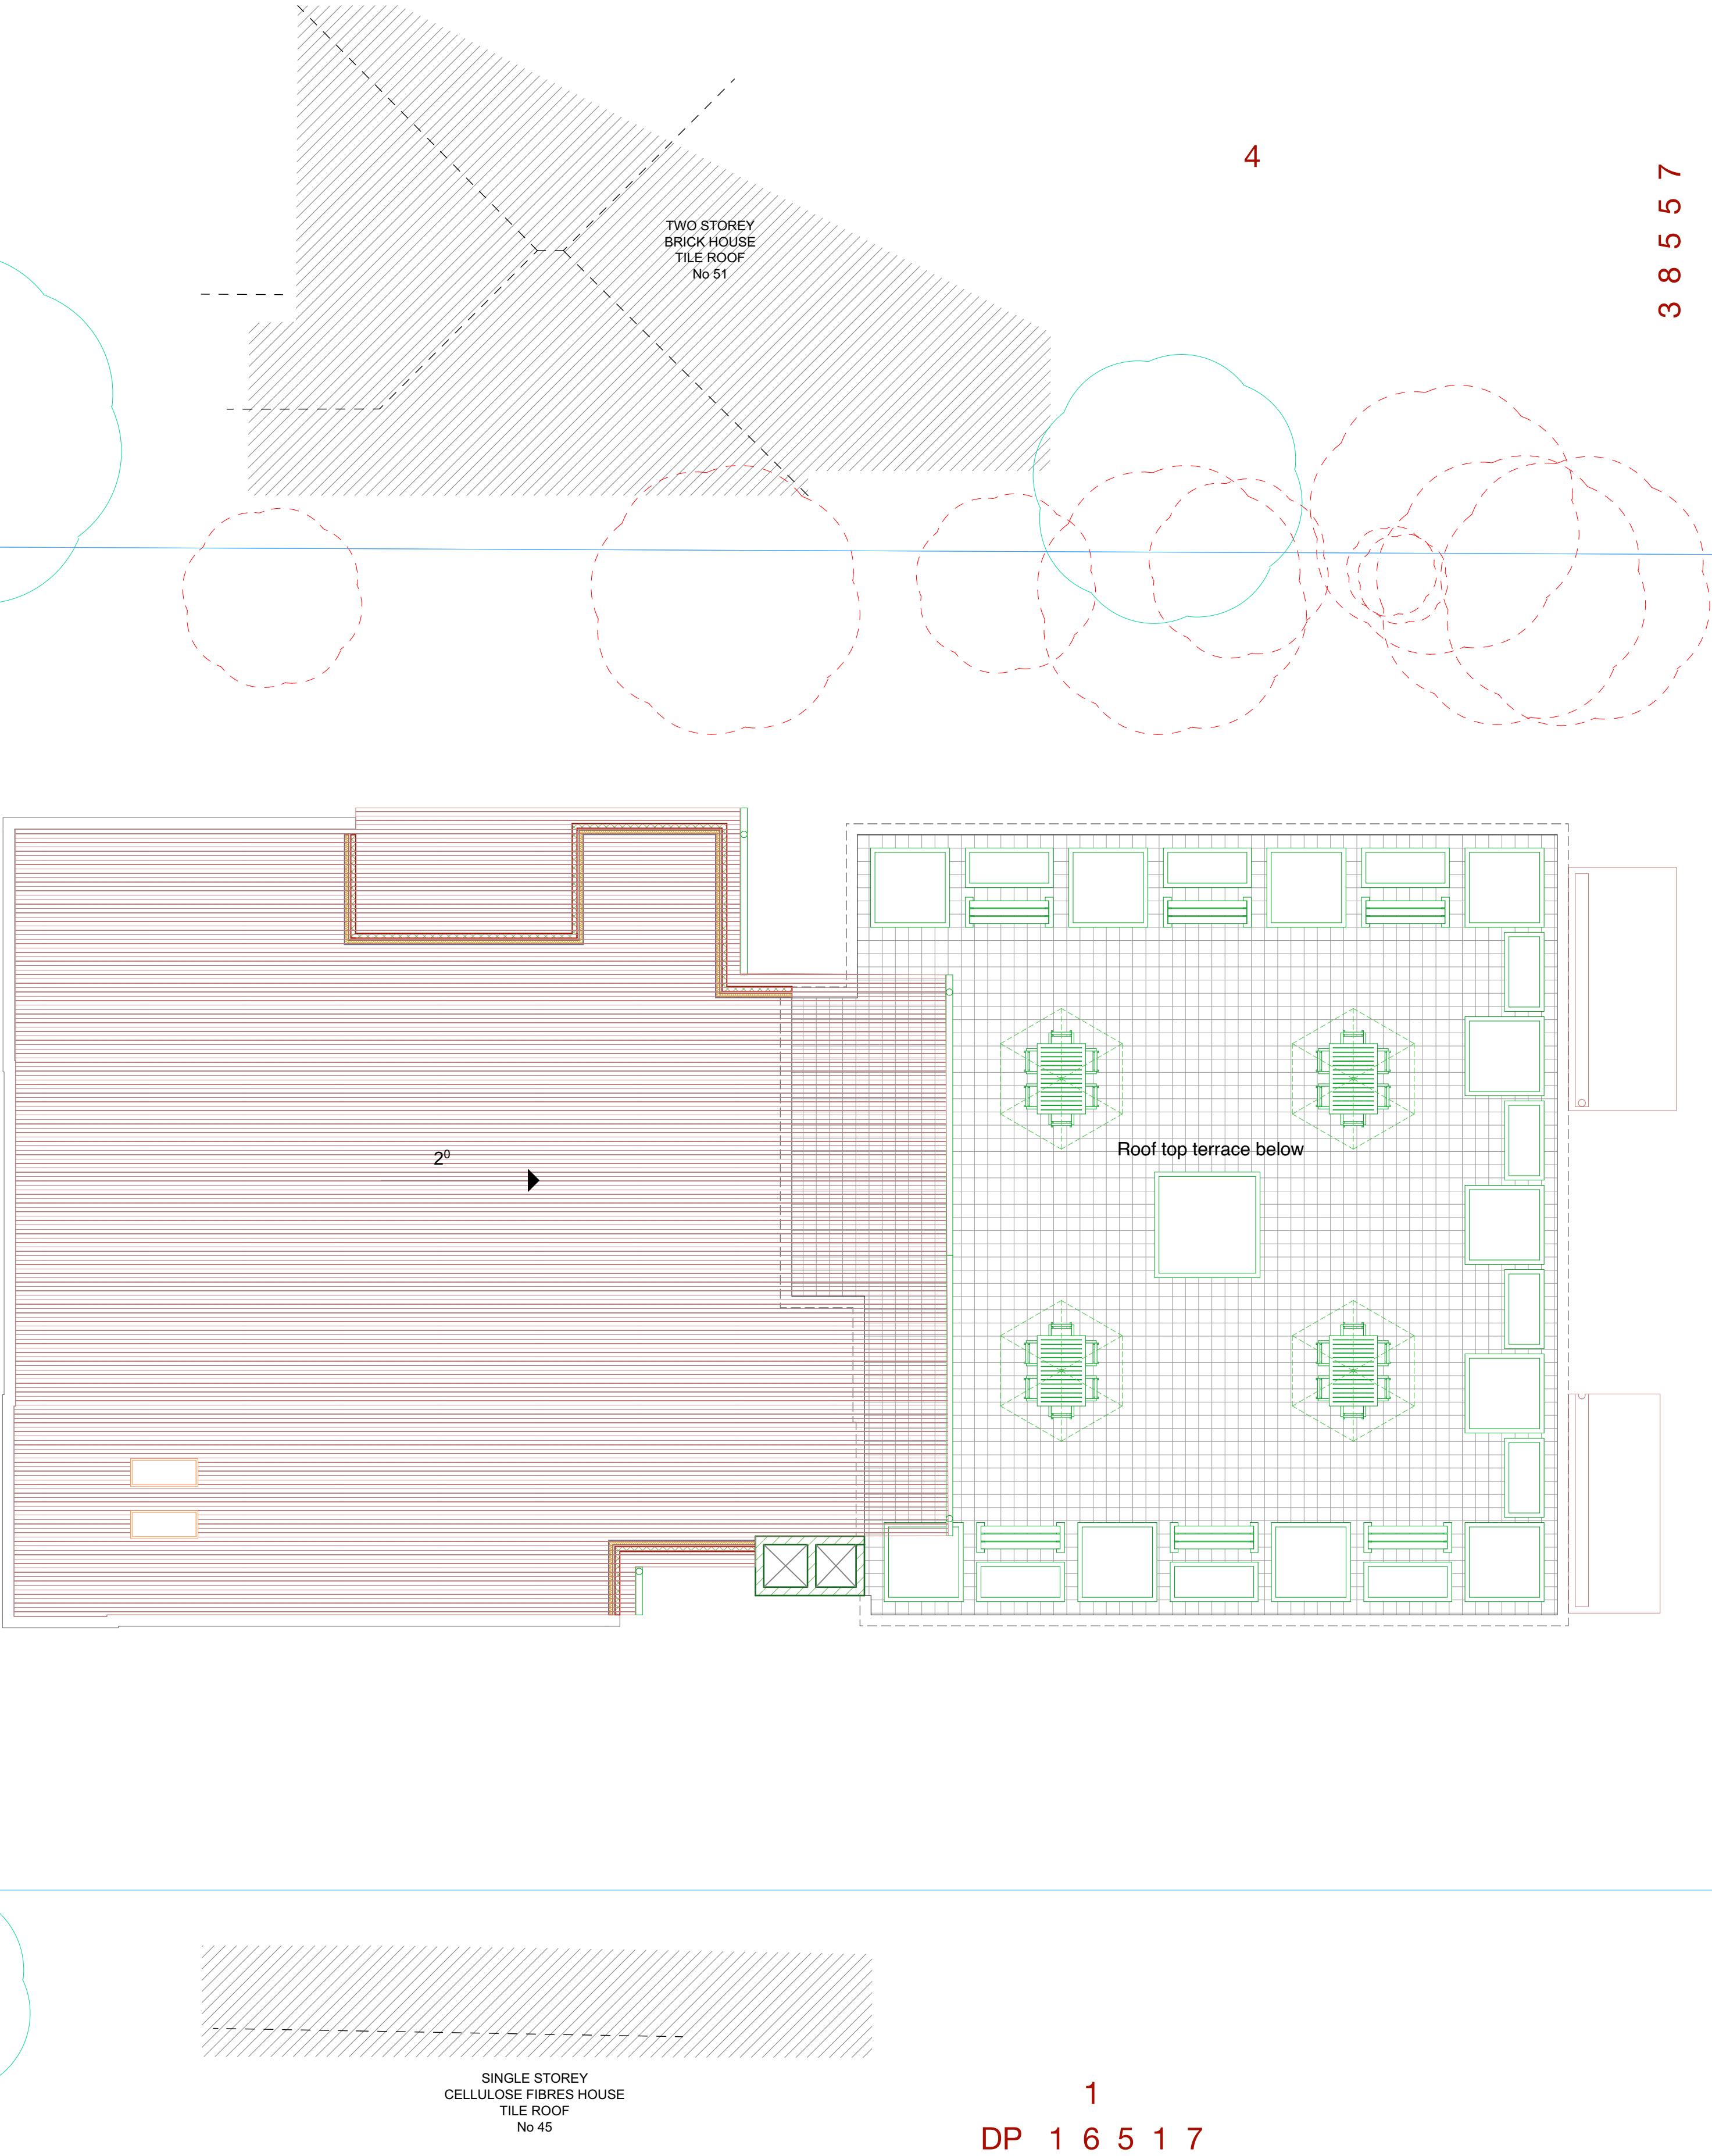 4
3 8 5 5 7
TWO STOREY
BRICK HOUSE
TILE ROOF
No 51
Roof top terrace below
2⁰
SINGLE STOREY
CELLULOSE FIBRES HOUSE
TILE ROOF
No 45
1
DP 1 6 5 1 7